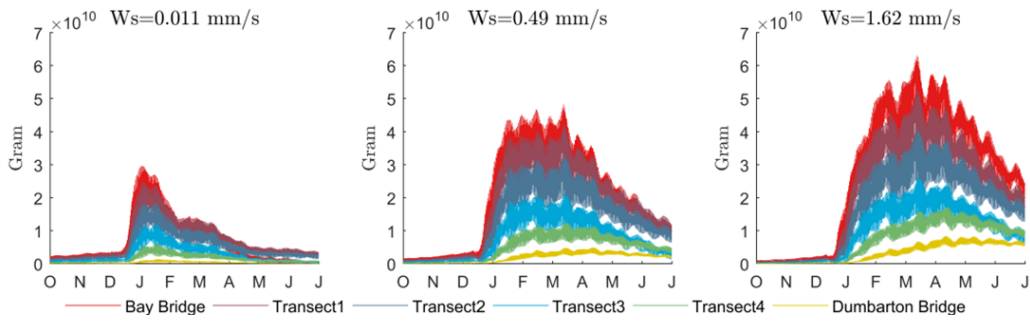 Ws=0.011 mm/s
×10^10
Gram
7
6
5
4
3
2
1
0
O N D J F M A M J J
Ws=0.49 mm/s
×10^10
Gram
7
6
5
4
3
2
1
0
O N D J F M A M J J
Ws=1.62 mm/s
×10^10
Gram
7
6
5
4
3
2
1
0
O N D J F M A M J J
Bay Bridge Transect1 Transect2 Transect3 Transect4 Dumbarton Bridge